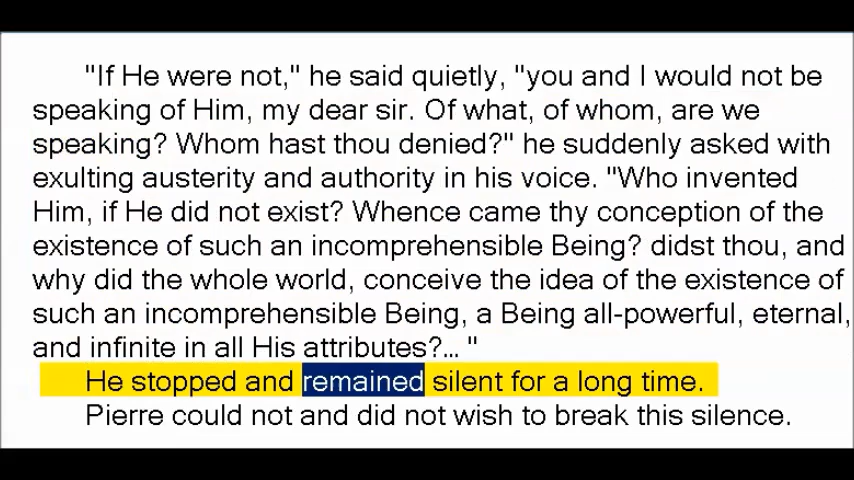 "If He were not," he said quietly, "you and I would not be
speaking of Him, my dear sir. Of what, of whom, are we
speaking? Whom hast thou denied?" he suddenly asked with
exulting austerity and authority in his voice. "Who invented
Him, if He did not exist? Whence came thy conception of the
existence of such an incomprehensible Being? didst thou, and
why did the whole world, conceive the idea of the existence of
such an incomprehensible Being, a Being all-powerful, eternal,
and infinite in all His attributes?... "
He stopped and remained silent for a long time.
Pierre could not and did not wish to break this silence.